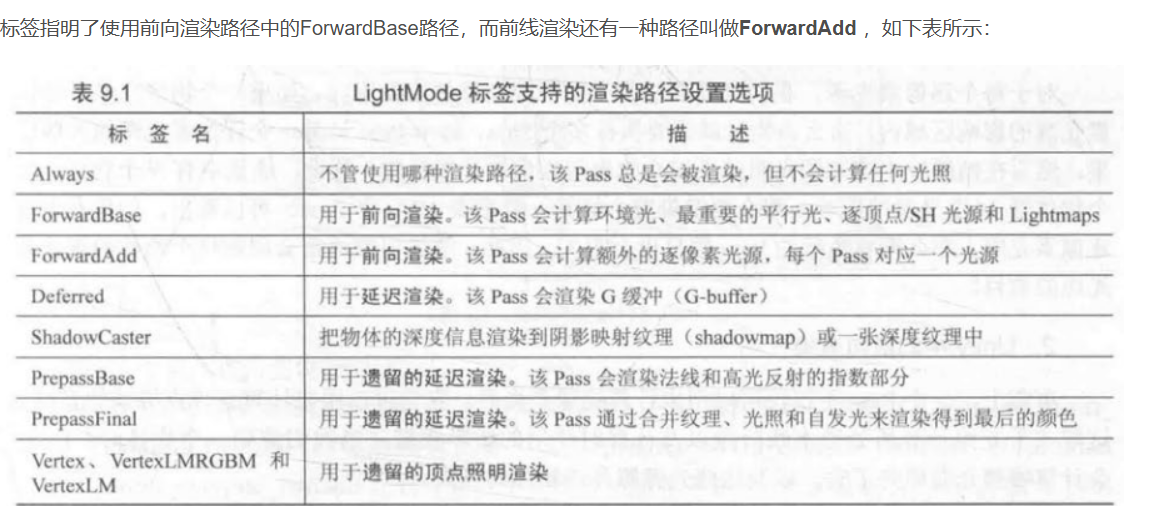 标签指明了使用前向渲染路径中的ForwardBase路径，而前线渲染还有一种路径叫做ForwardAdd ，如下表所示：
表 9.1 LightMode 标签支持的渲染路径设置选项
标 签 名 描 述
Always 不管使用哪种渲染路径，该 Pass 总是会被渲染，但不会计算任何光照
ForwardBase 用于前向渲染。该 Pass 会计算环境光、最重要的平行光、逐顶点/SH 光源和 Lightmaps
ForwardAdd 用于前向渲染。该 Pass 会计算额外的逐像素光源，每个 Pass 对应一个光源
Deferred 用于延迟渲染。该 Pass 会渲染 G 缓冲（G-buffer）
ShadowCaster 把物体的深度信息渲染到阴影映射纹理（shadowmap）或一张深度纹理中
PrepassBase 用于遗留的延迟渲染。该 Pass 会渲染法线和高光反射的指数部分
PrepassFinal 用于遗留的延迟渲染。该 Pass 通过合并纹理、光照和自发光来渲染得到最后的颜色
Vertex、VertexLMRGBM 和
VertexLM 用于遗留的顶点照明渲染